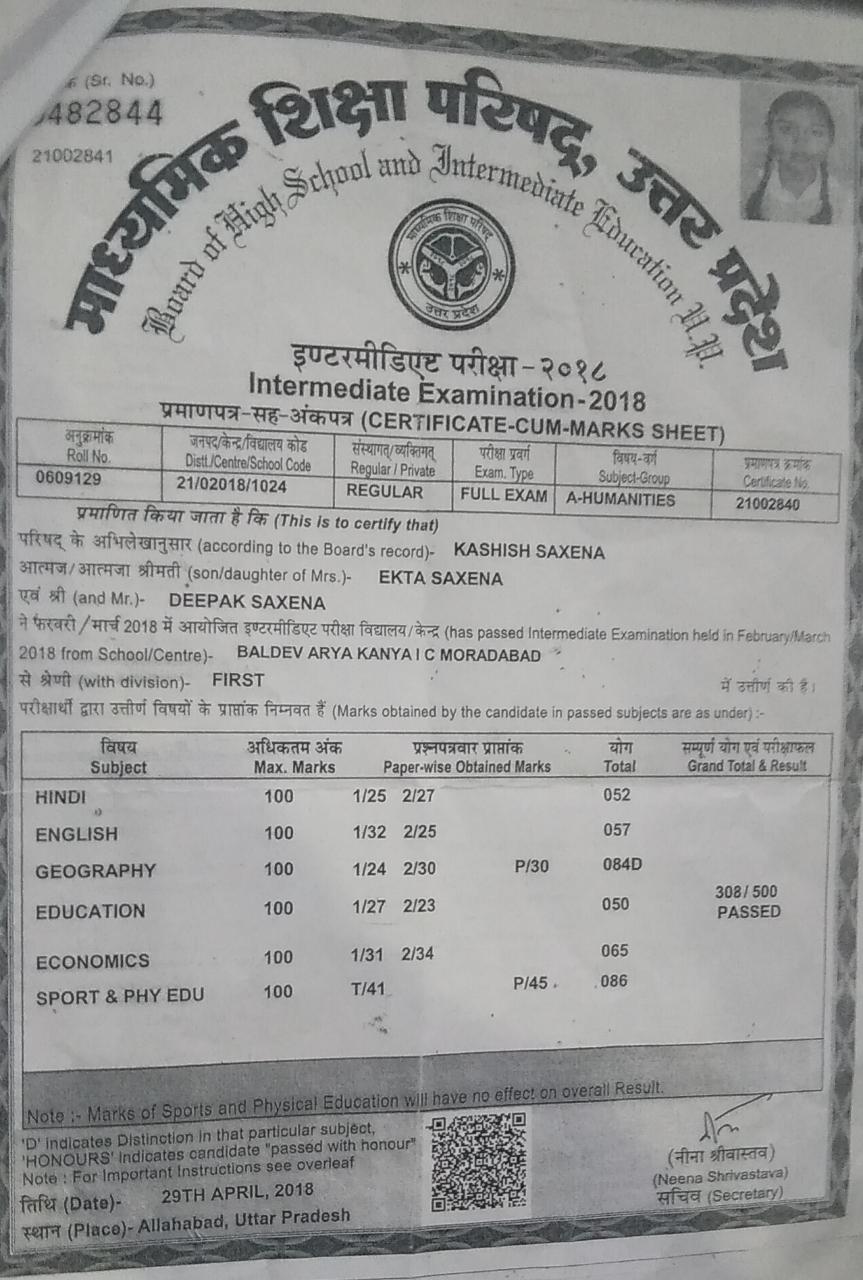 (Sr. No.)
482844
21002841
माध्यमिक शिक्षा परिषद्, उत्तर प्रदेश
Board of High School and Intermediate Education U.P.
माध्यमिक शिक्षा परिषद्
उत्तर प्रदेश
इण्टरमीडिएट परीक्षा-२०१८
Intermediate Examination-2018
प्रमाणपत्र-सह-अंकपत्र (CERTIFICATE-CUM-MARKS SHEET)
अनुक्रमांक जनपद/केन्द्र/विद्यालय कोड संस्थागत/व्यक्तिगत परीक्षा प्रवर्ग विषय-वर्ग प्रमाणपत्र क्रमांक
Roll No. Distt./Centre/School Code Regular / Private Exam. Type Subject-Group Certificate No.
0609129 21/02018/1024 REGULAR FULL EXAM A-HUMANITIES 21002840
प्रमाणित किया जाता है कि (This is to certify that)
परिषद् के अभिलेखानुसार (according to the Board's record)- KASHISH SAXENA
आत्मज/आत्मजा श्रीमती (son/daughter of Mrs.)- EKTA SAXENA
एवं श्री (and Mr.)- DEEPAK SAXENA
ने फरवरी/मार्च 2018 में आयोजित इण्टरमीडिएट परीक्षा विद्यालय/केन्द्र (has passed Intermediate Examination held in February/March
2018 from School/Centre)- BALDEV ARYA KANYA I C MORADABAD
से श्रेणी (with division)- FIRST में उत्तीर्ण की है।
परीक्षार्थी द्वारा उत्तीर्ण विषयों के प्राप्तांक निम्नवत हैं (Marks obtained by the candidate in passed subjects are as under) :-
विषय अधिकतम अंक प्रश्नपत्रवार प्राप्तांक योग सम्पूर्ण योग एवं परीक्षाफल
Subject Max. Marks Paper-wise Obtained Marks Total Grand Total & Result
HINDI 100 1/25 2/27 052
ENGLISH 100 1/32 2/25 057
GEOGRAPHY 100 1/24 2/30 P/30 084D
308/500
EDUCATION 100 1/27 2/23 050 PASSED
ECONOMICS 100 1/31 2/34 065
SPORT & PHY EDU 100 T/41 P/45 086
Note :- Marks of Sports and Physical Education will have no effect on overall Result.
'D' indicates Distinction in that particular subject,
'HONOURS' indicates candidate "passed with honour"
Note : For Important Instructions see overleaf
तिथि (Date)- 29TH APRIL, 2018
स्थान (Place)- Allahabad, Uttar Pradesh
(नीना श्रीवास्तव)
(Neena Shrivastava)
सचिव (Secretary)